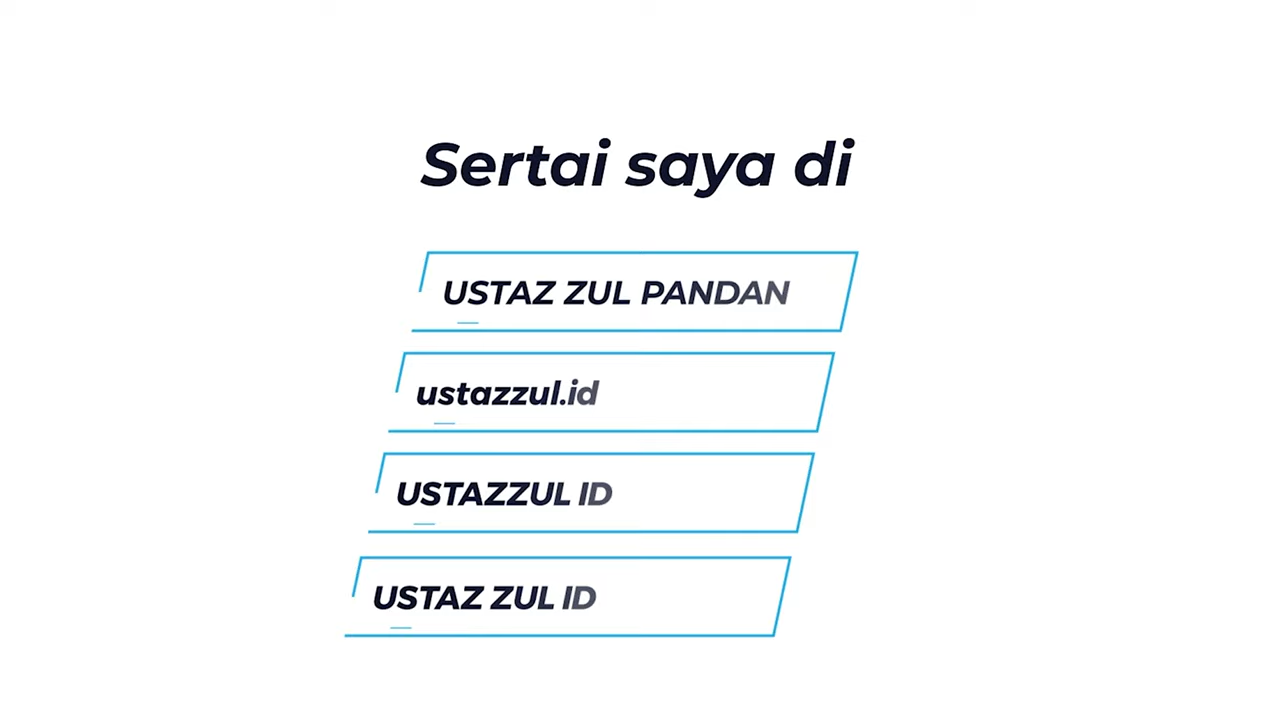 Sertai saya di
USTAZ ZUL PANDAN
ustazzul.id
USTAZZUL ID
USTAZ ZUL ID